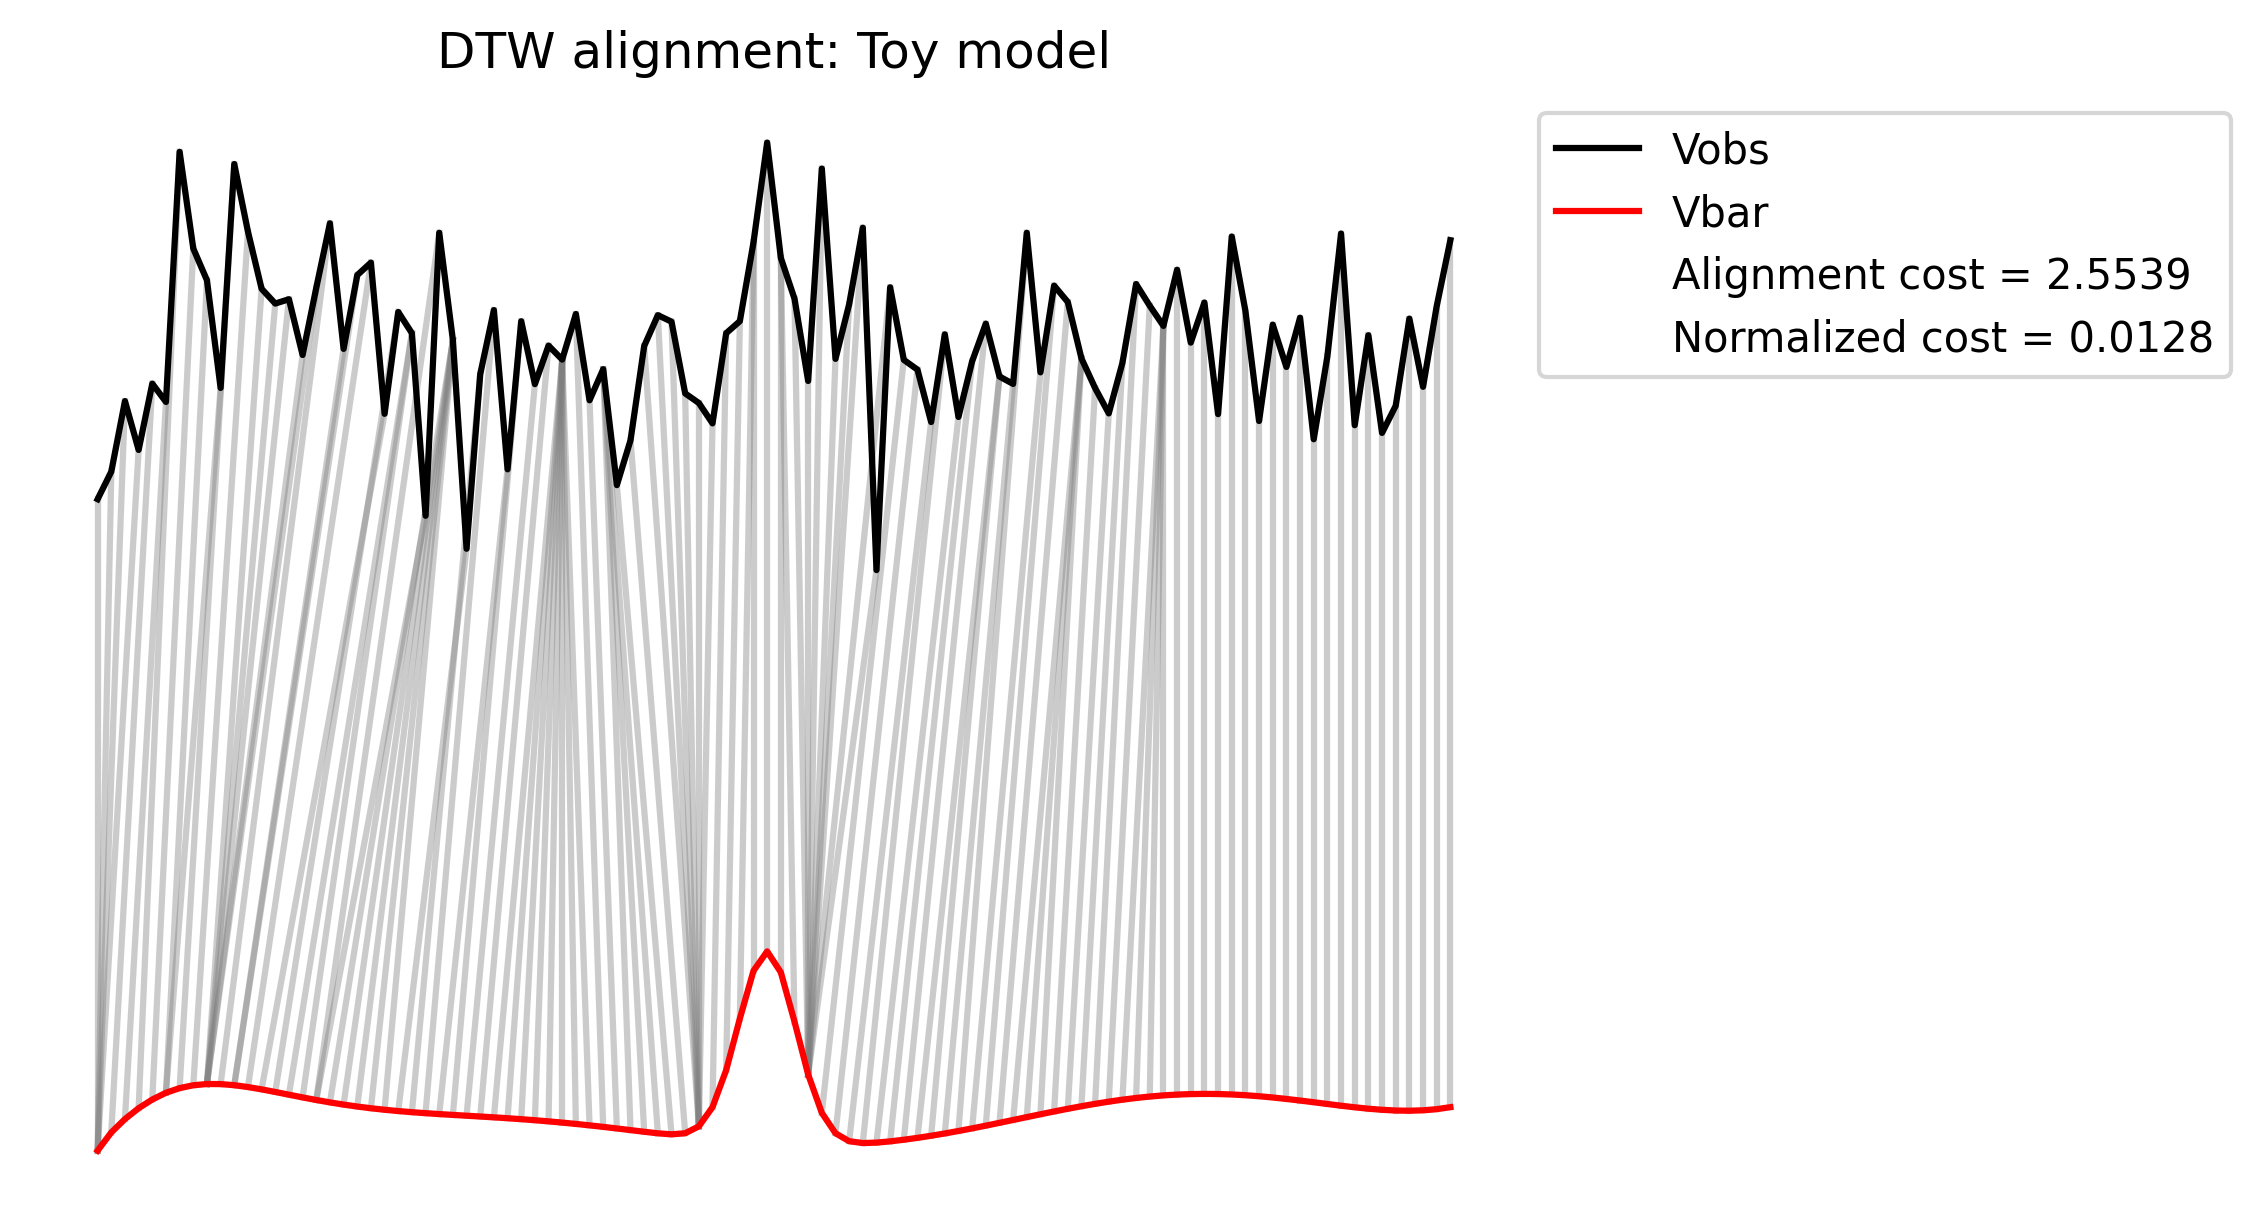 DTW alignment: Toy model
Vobs
Vbar
Alignment cost = 2.5539
Normalized cost = 0.0128